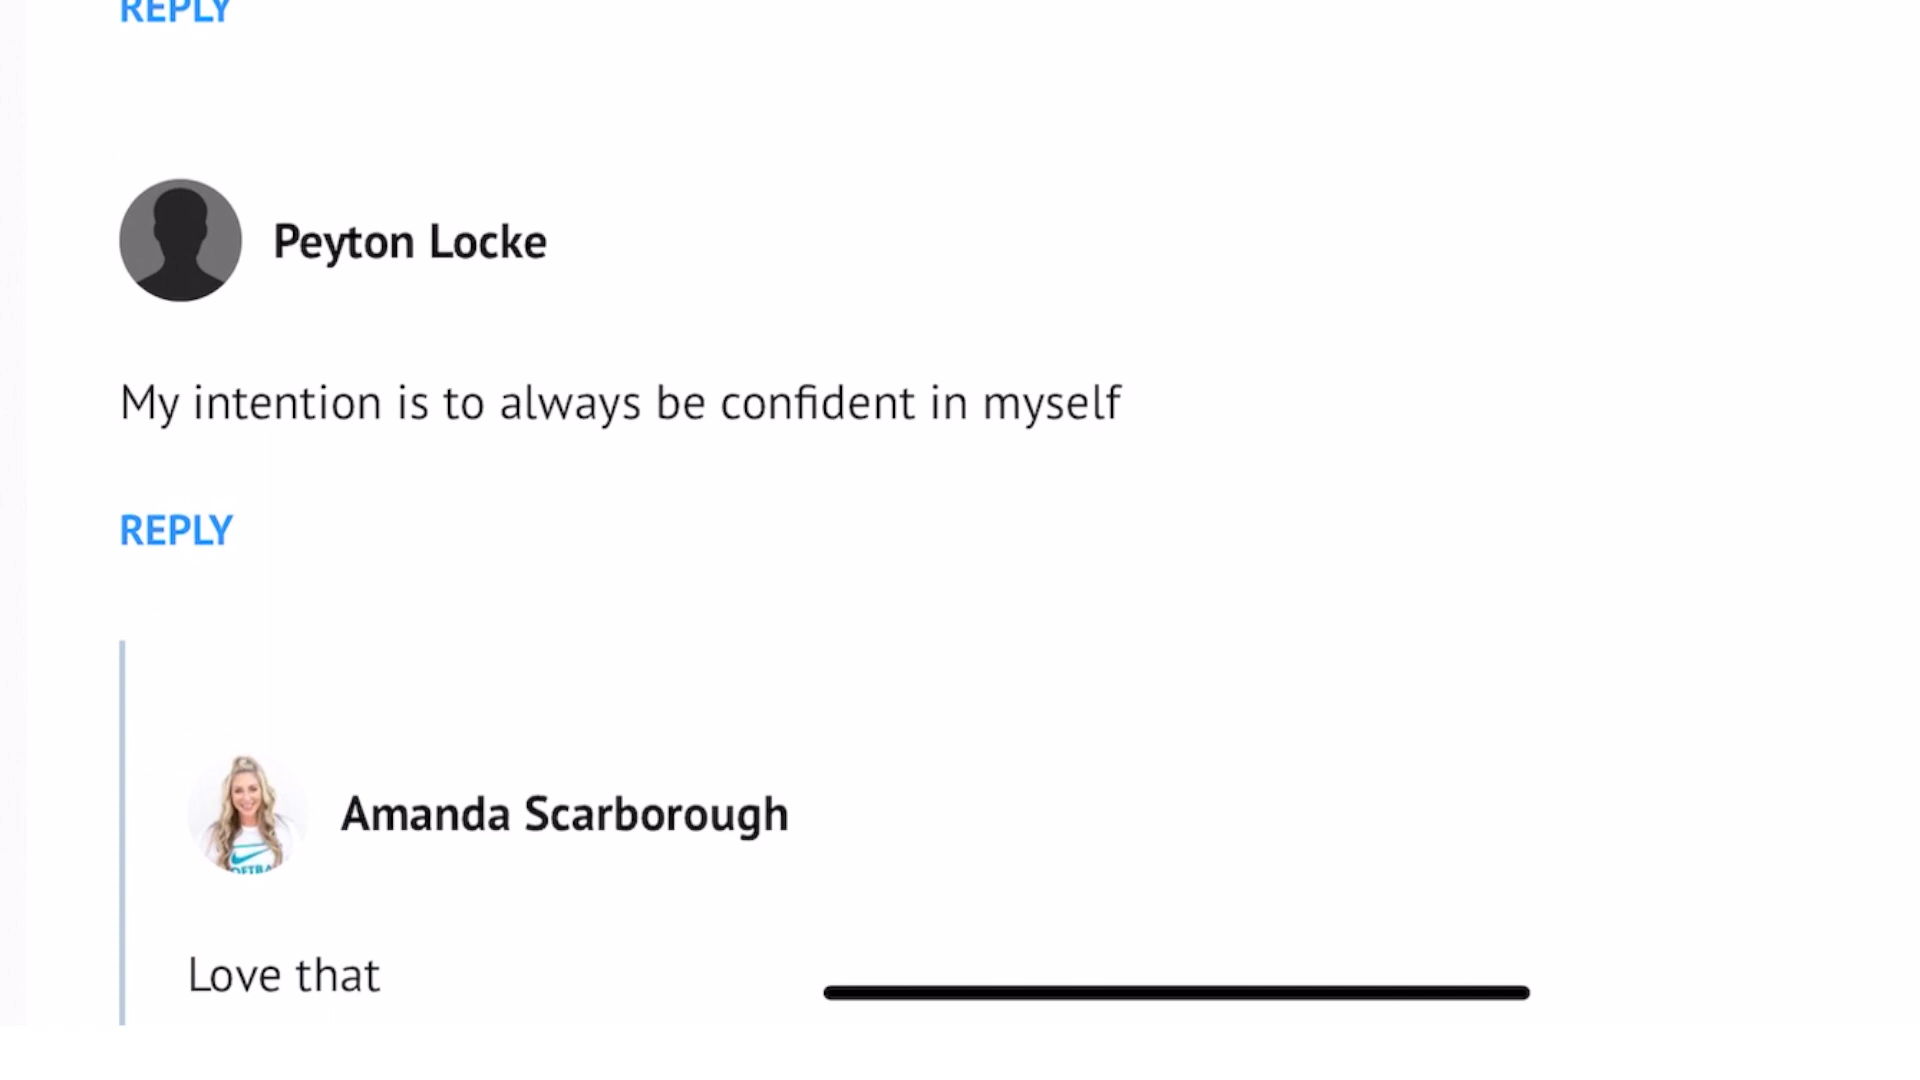 REPLY
Peyton Locke
My intention is to always be confident in myself
REPLY
Amanda Scarborough
Love that